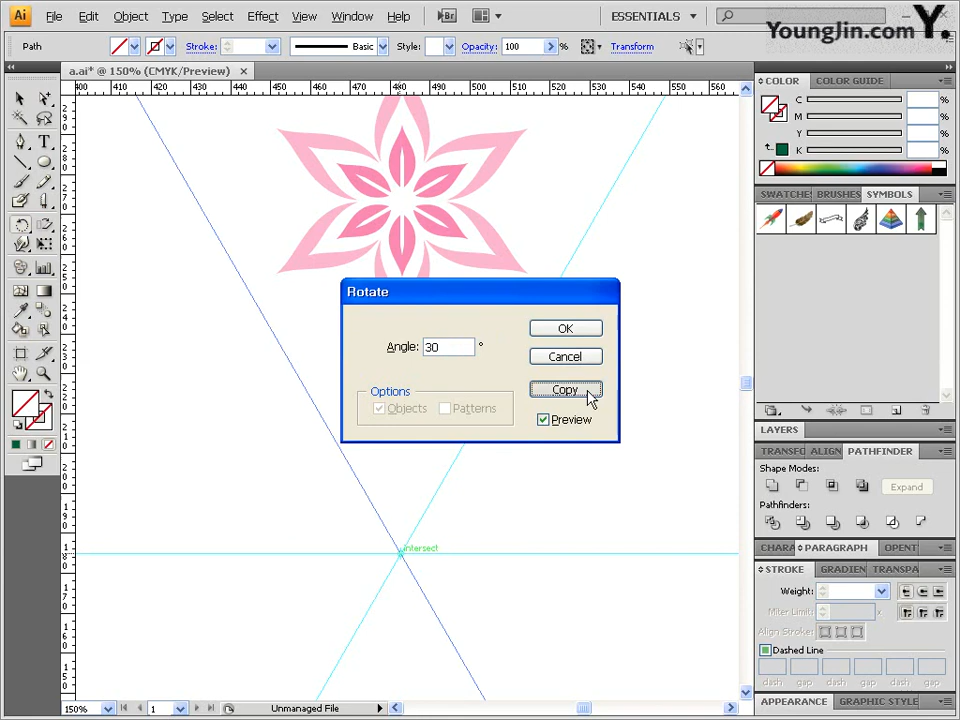 Ai File Edit Object Type Select Effect View Window Help Br ESSENTIALS
YoungJin.com Y.
Path Stroke: Basic Style: Opacity: 100 % Transform
a.ai* @ 150% (CMYK/Preview) ×
400 410 420 430 440 450 460 470 480 490 500 510 520 530 540 550 560
COLOR COLOR GUIDE
C %
M %
Y %
K %
SWATCHE BRUSHES SYMBOLS
Rotate
Angle: 30 °
OK
Cancel
Copy
Options
Objects Patterns
Preview
LAYERS
TRANSFO ALIGN PATHFINDER
Shape Modes:
Expand
Pathfinders:
intersect
CHARA PARAGRAPH OPENT
STROKE GRADIEN TRANSPA
Weight:
Miter Limit: x
Align Stroke:
Dashed Line
dash gap dash gap dash gap
APPEARANCE GRAPHIC STYLE
150% 1 Unmanaged File